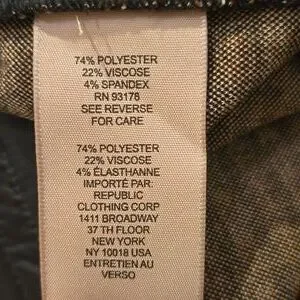 74% POLYESTER
22% VISCOSE
4% SPANDEX
RN 93178
SEE REVERSE
FOR CARE
74% POLYESTER
22% VISCOSE
4% ÉLASTHANNE
IMPORTÉ PAR:
REPUBLIC
CLOTHING CORP
1411 BROADWAY
37 TH FLOOR
NEW YORK
NY 10018 USA
ENTRETIEN AU
VERSO